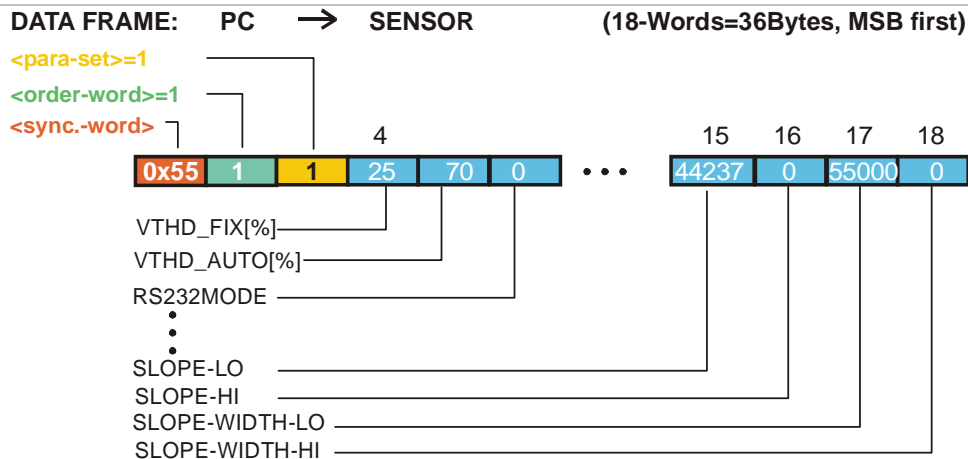 DATA FRAME: PC → SENSOR (18-Words=36Bytes, MSB first)
<para-set>=1
<order-word>=1
<sync.-word>
4 15 16 17 18
0x55 1 1 25 70 0 ••• 44237 0 55000 0
VTHD_FIX[%]
VTHD_AUTO[%]
RS232MODE
SLOPE-LO
SLOPE-HI
SLOPE-WIDTH-LO
SLOPE-WIDTH-HI